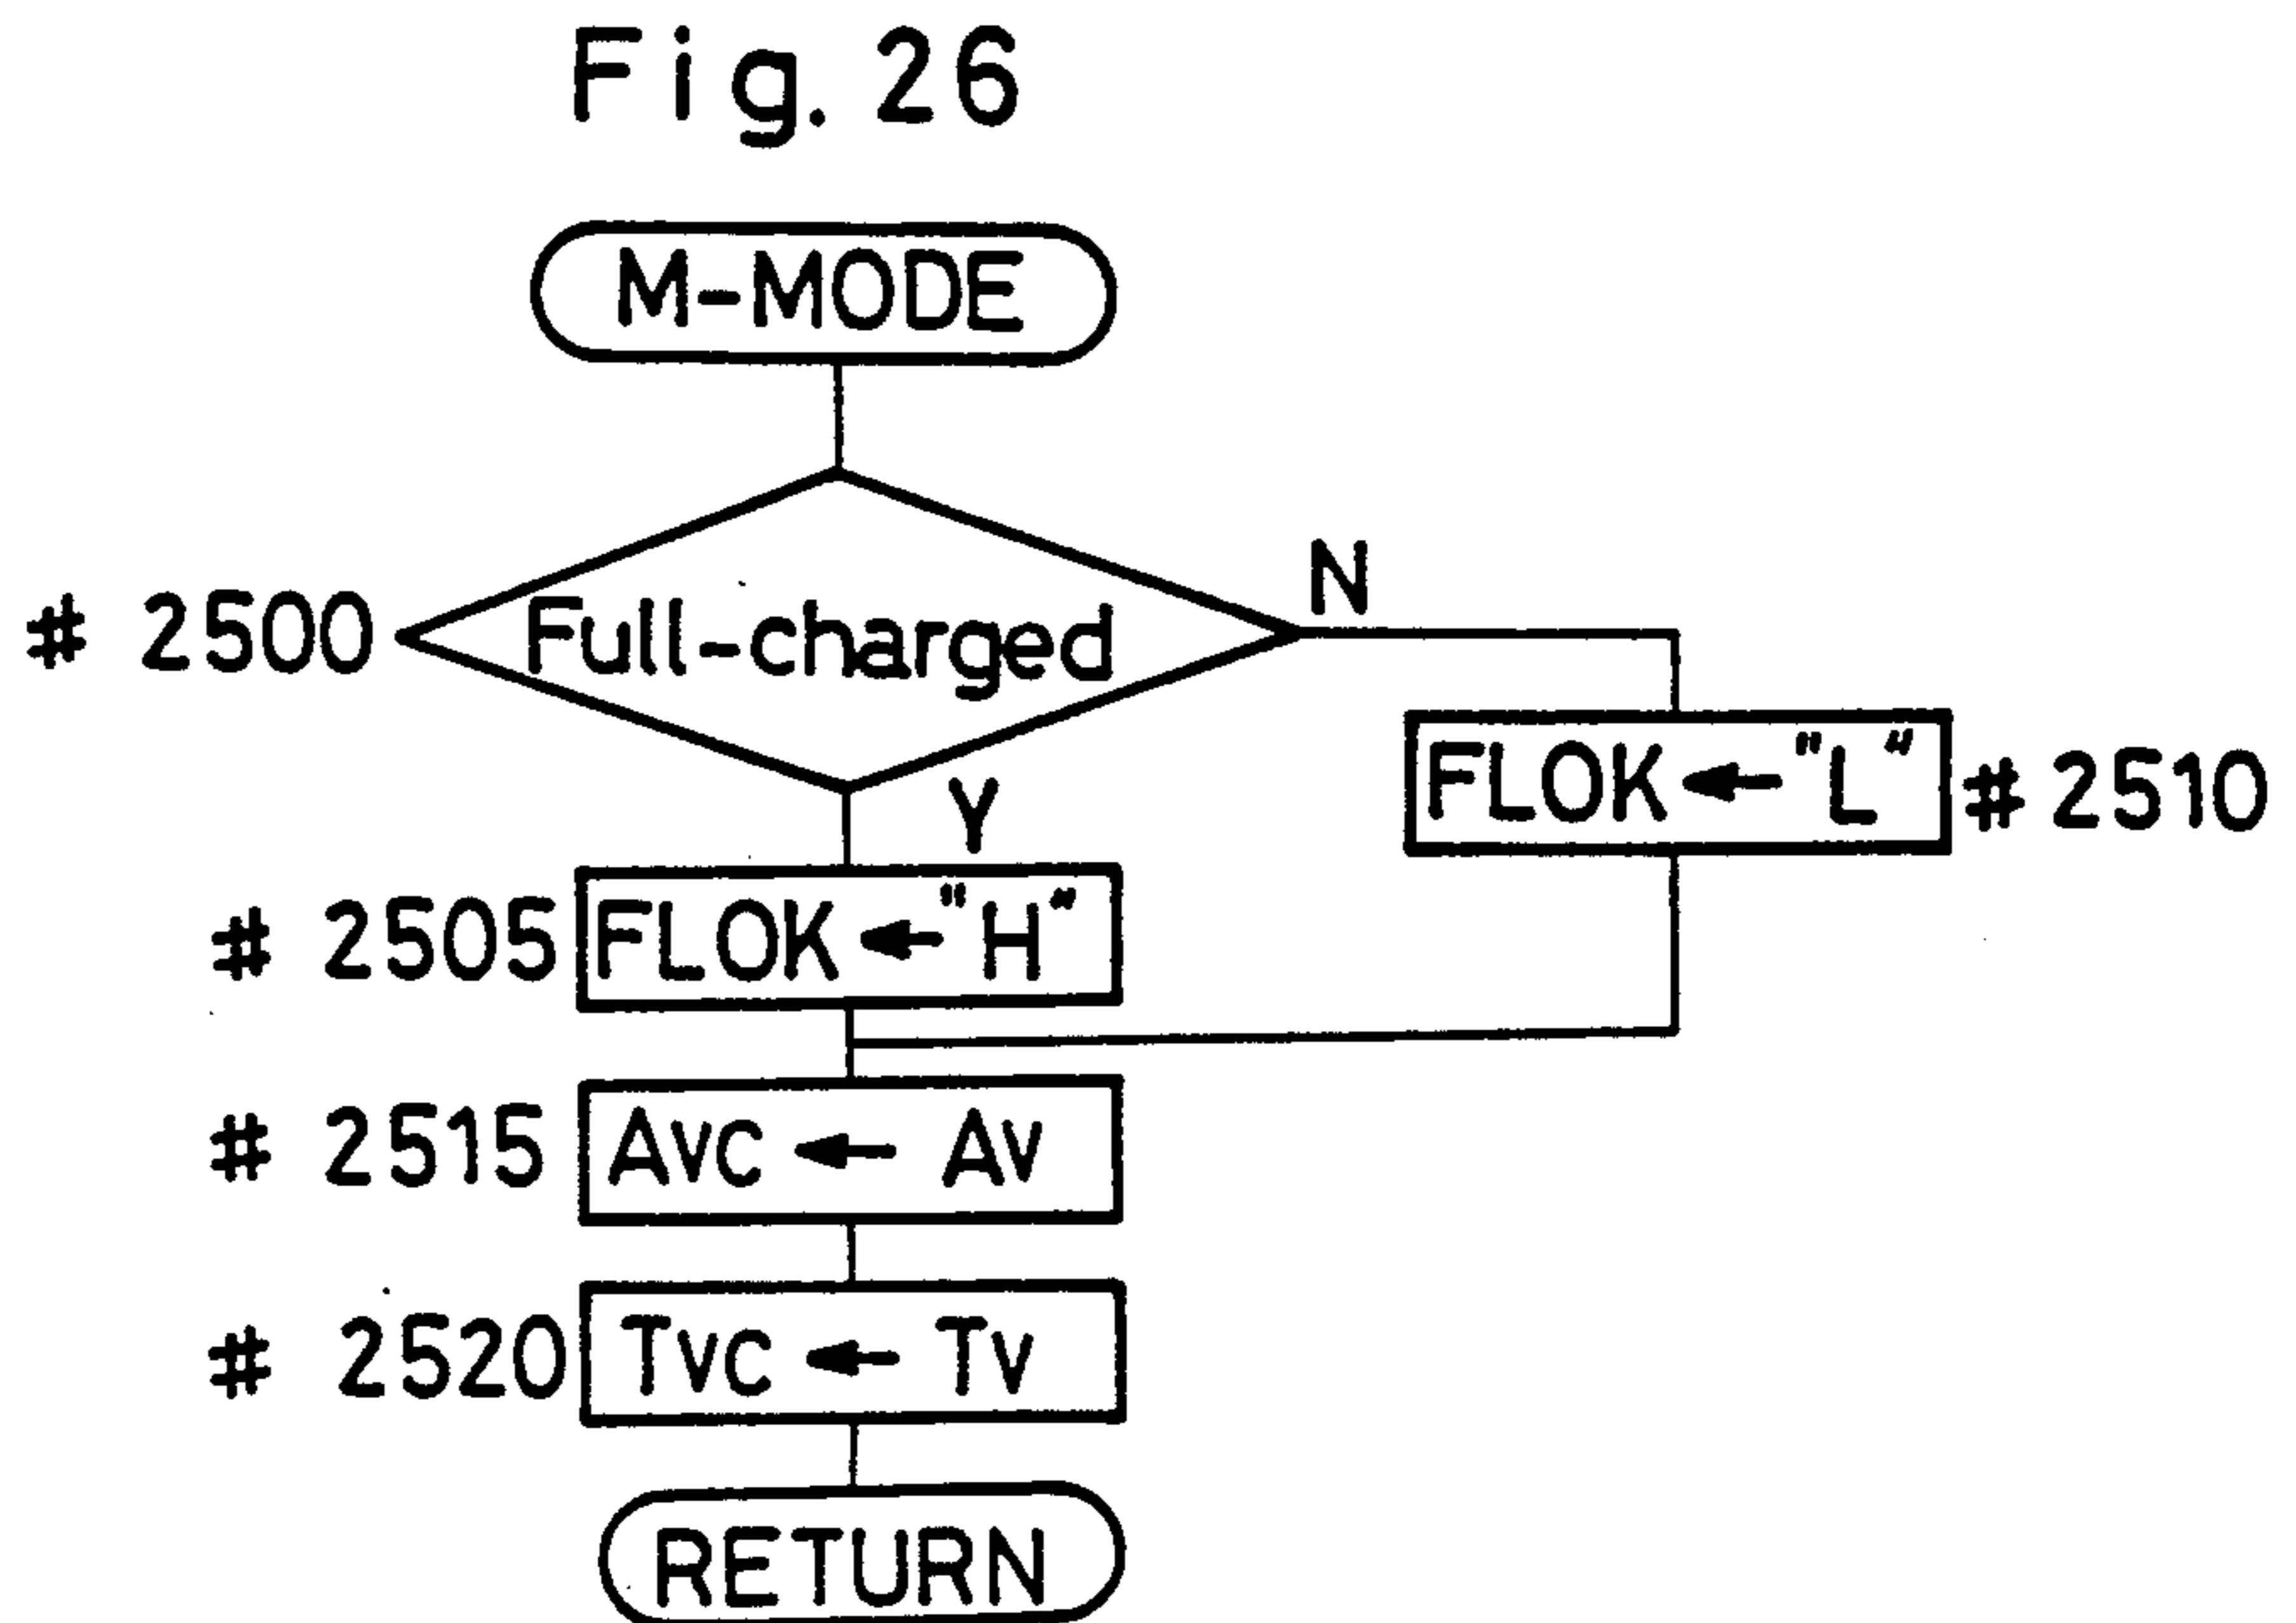 Fig. 26
M-MODE
# 2500
Full-charged
N
FLOK ← "L"
# 2510
Y
# 2505
FLOK ← "H"
# 2515
AVC ← AV
# 2520
TVC ← TV
RETURN